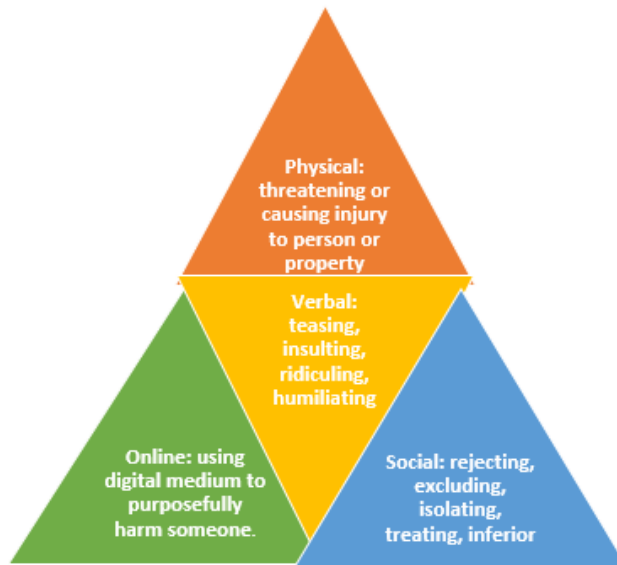 Physical:
threatening or
causing injury
to person or
property
Verbal:
teasing,
insulting,
ridiculing,
humiliating
Online: using
digital medium to
purposefully
harm someone.
Social: rejecting,
excluding,
isolating,
treating, inferior